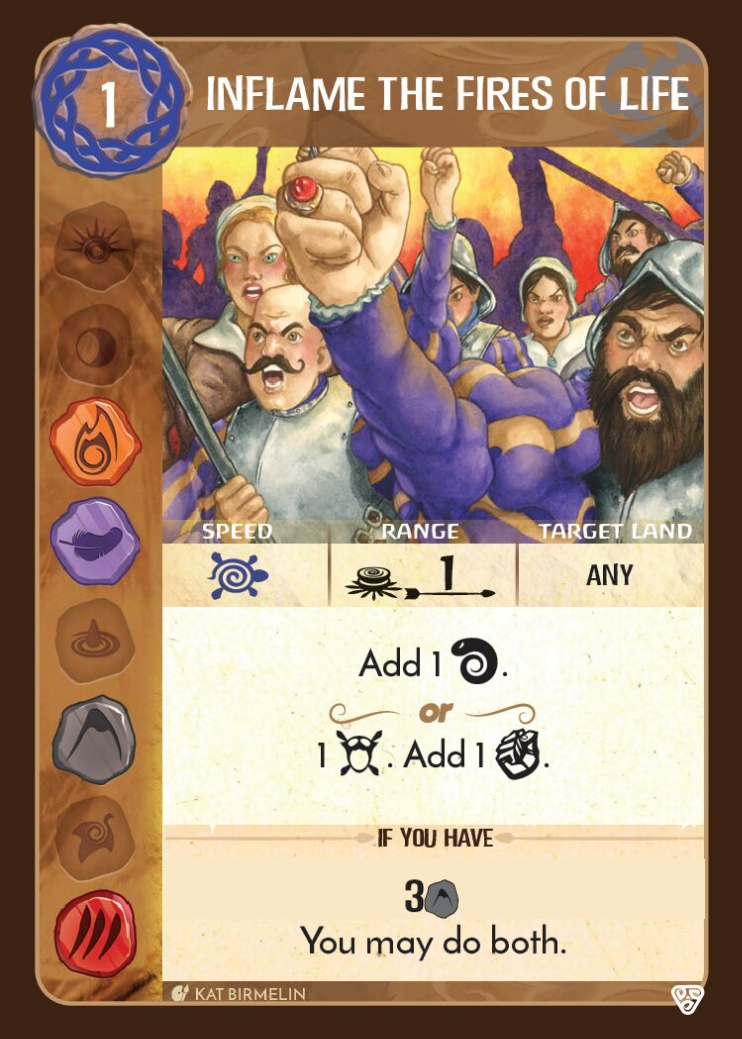 1
INFLAME THE FIRES OF LIFE
SPEED RANGE TARGET LAND
1 ANY
Add 1 .
or
1 . Add 1 .
IF YOU HAVE
3
You may do both.
KAT BIRMELIN